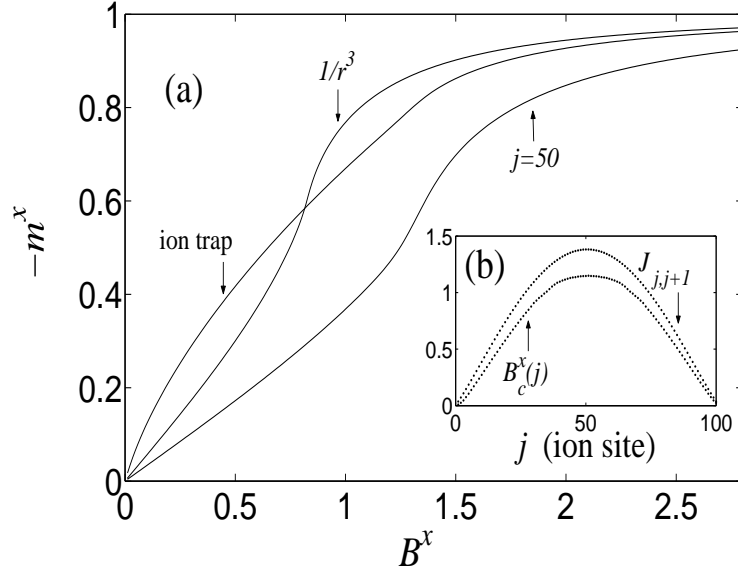 1
0.8
0.6
0.4
0.2
0
−m^x
(a)
1/r^3
ion trap
j=50
(b)
1.5
1
0.5
0
J_{j,j+1}
B_c^x(j)
0 50 100
j (ion site)
0 0.5 1 1.5 2 2.5
B^x